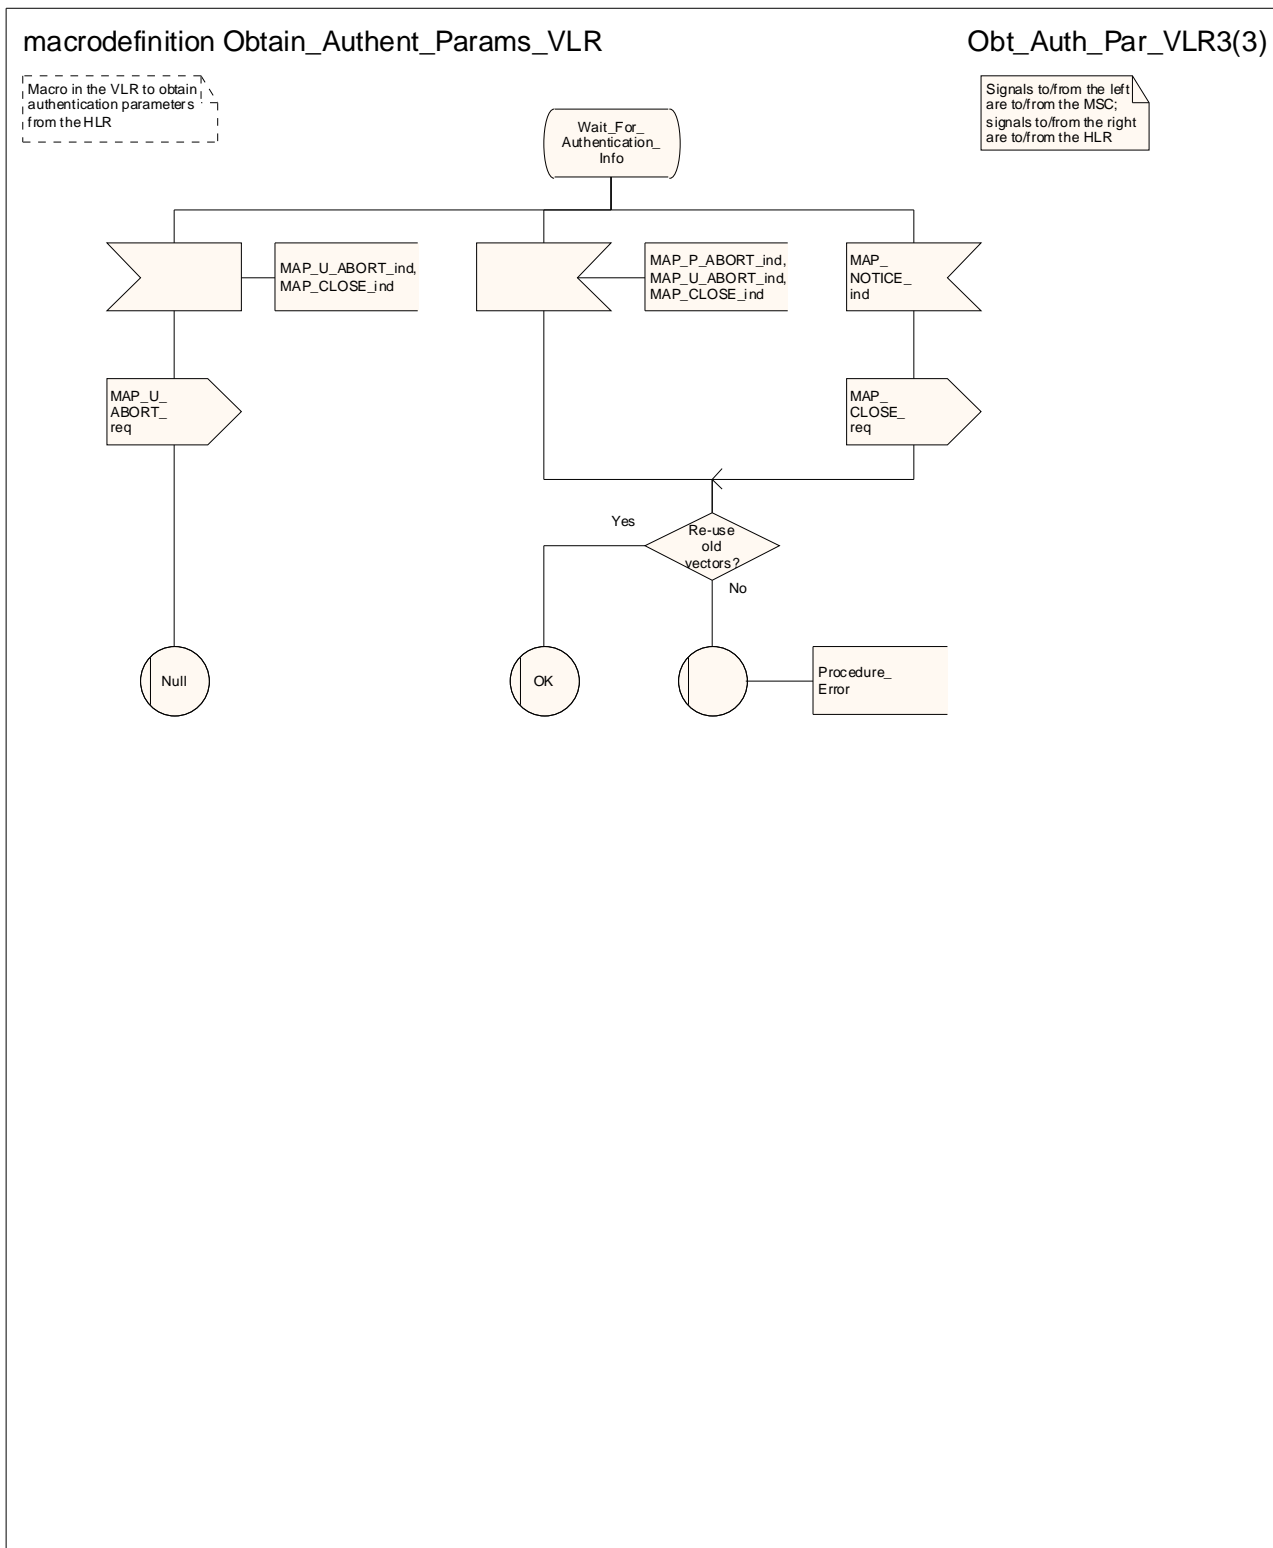 macrodefinition Obtain_Authent_Params_VLR
Obt_Auth_Par_VLR3(3)
Macro in the VLR to obtain
authentication parameters
from the HLR
Signals to/from the left
are to/from the MSC;
signals to/from the right
are to/from the HLR
Wait_For_
Authentication_
Info
MAP_U_ABORT_ind,
MAP_CLOSE_ind
MAP_P_ABORT_ind,
MAP_U_ABORT_ind,
MAP_CLOSE_ind
MAP_
NOTICE_
ind
MAP_U_
ABORT_
req
MAP_
CLOSE_
req
Yes
Re-use
old
vectors?
No
Null
OK
Procedure_
Error